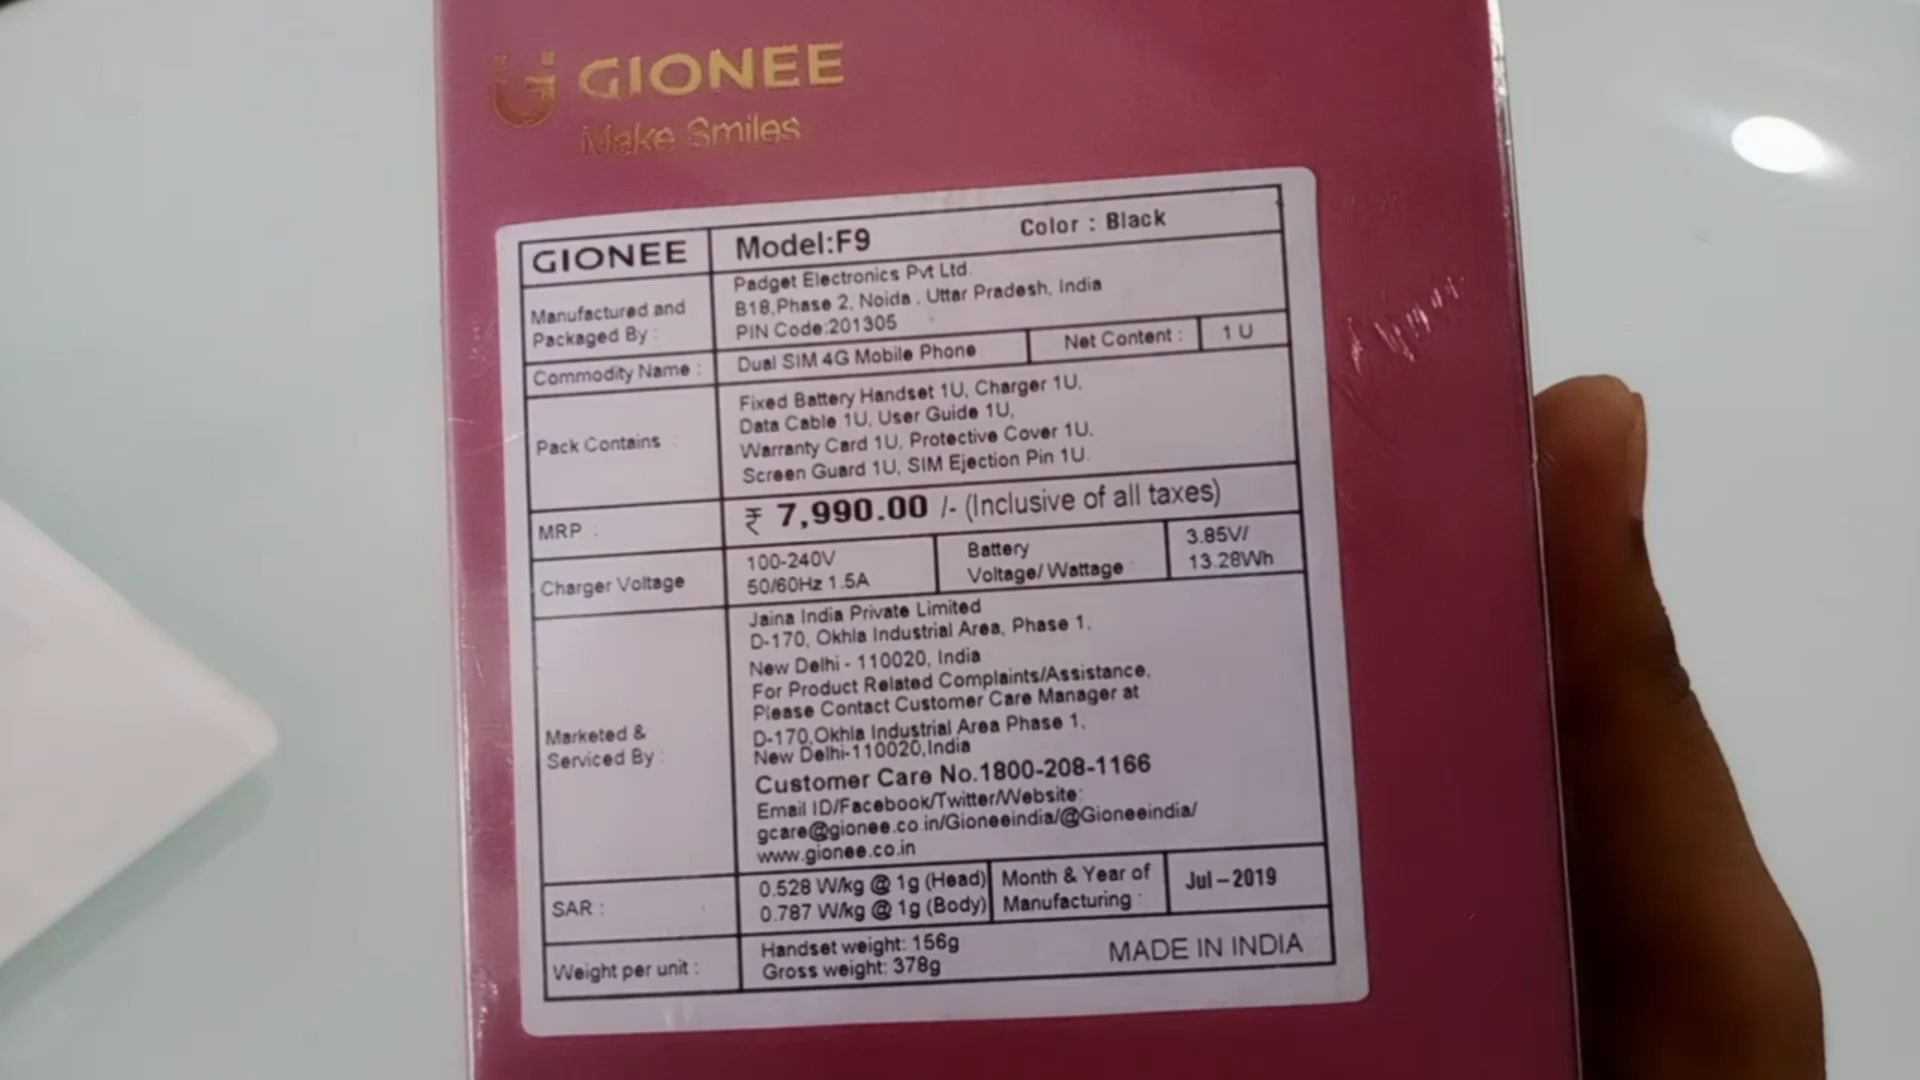 GIONEE
Make Smiles
GIONEE Model:F9 Color : Black
Manufactured and
Packaged By :
Padget Electronics Pvt Ltd.
B18,Phase 2, Noida , Uttar Pradesh, India
PIN Code:201305
Commodity Name : Dual SIM 4G Mobile Phone Net Content : 1 U
Pack Contains :
Fixed Battery Handset 1U, Charger 1U,
Data Cable 1U, User Guide 1U,
Warranty Card 1U, Protective Cover 1U,
Screen Guard 1U, SIM Ejection Pin 1U.
MRP : ₹ 7,990.00 /- (Inclusive of all taxes)
Charger Voltage
100-240V
50/60Hz 1.5A
Battery
Voltage/ Wattage :
3.85V/
13.28Wh
Marketed &
Serviced By :
Jaina India Private Limited
D-170, Okhla Industrial Area, Phase 1,
New Delhi - 110020, India
For Product Related Complaints/Assistance,
Please Contact Customer Care Manager at
D-170,Okhla Industrial Area Phase 1,
New Delhi-110020,India
Customer Care No.1800-208-1166
Email ID/Facebook/Twitter/Website:
gcare@gionee.co.in/Gioneeindia/@Gioneeindia/
www.gionee.co.in
SAR :
0.528 W/kg @ 1g (Head)
0.787 W/kg @ 1g (Body)
Month & Year of
Manufacturing :
Jul – 2019
Weight per unit :
Handset weight: 156g
Gross weight: 378g
MADE IN INDIA